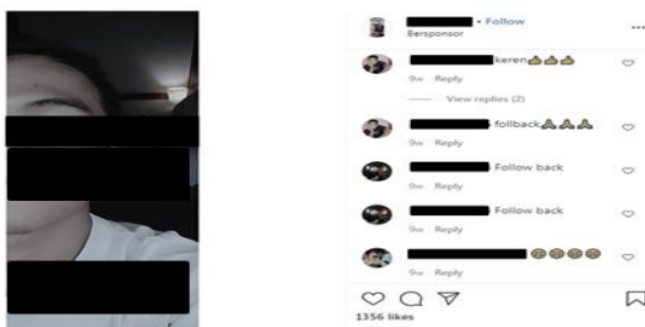 • Follow
Bersponsor
keren👍👍👍
9w Reply
View replies (2)
follback🙏🙏🙏
9w Reply
Follow back
9w Reply
Follow back
9w Reply
9w Reply
1356 likes